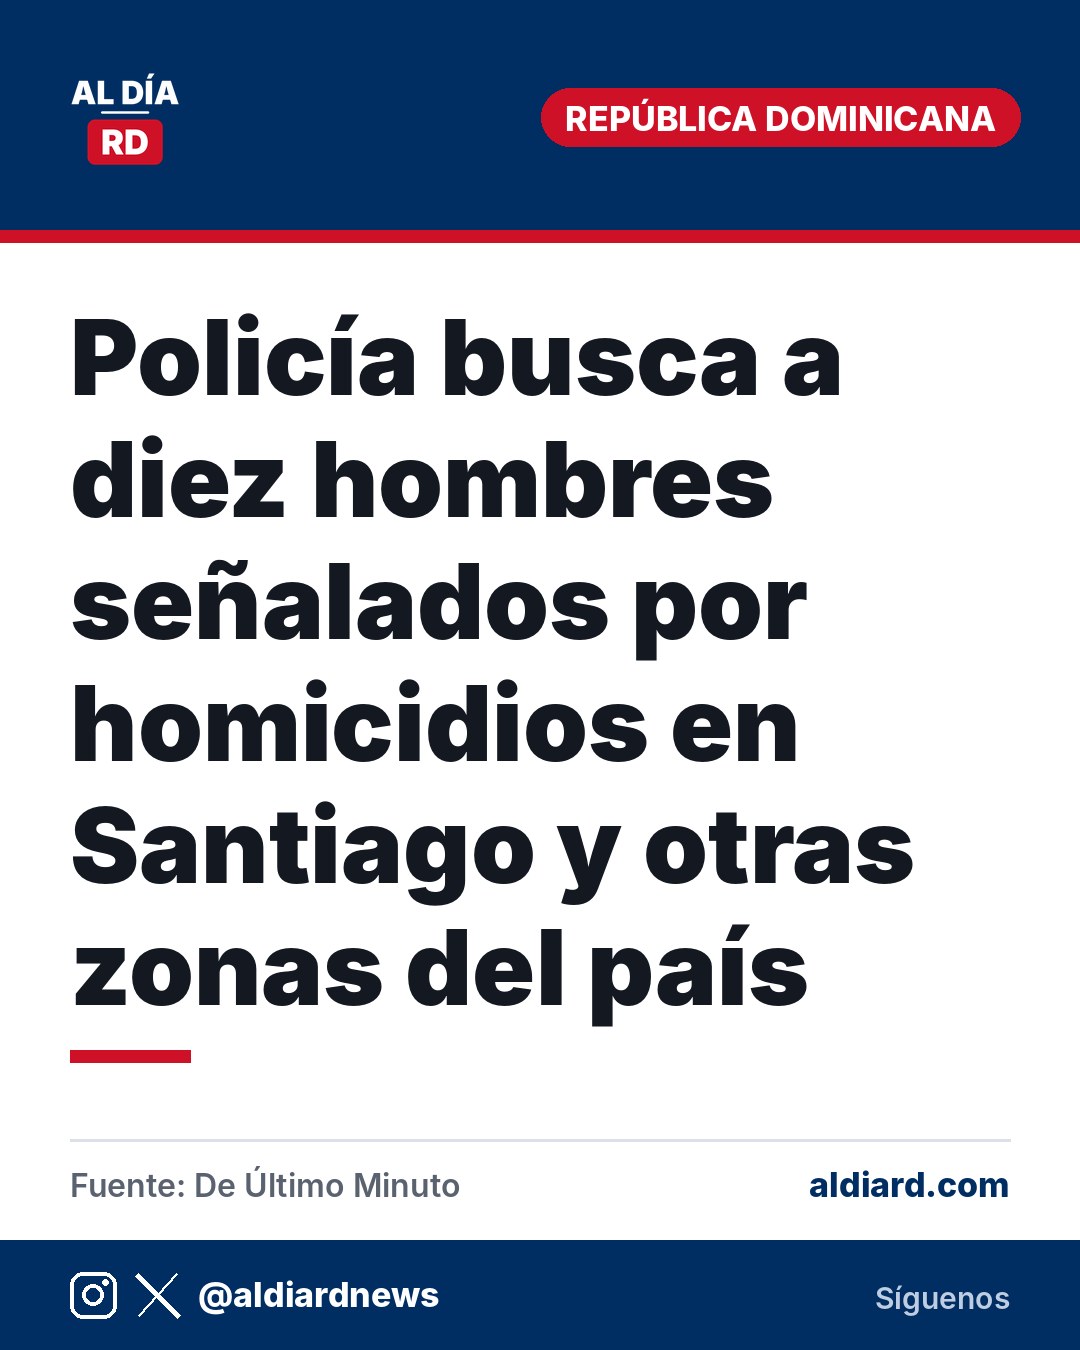 AL DÍA
RD
REPÚBLICA DOMINICANA
Policía busca a
diez hombres
señalados por
homicidios en
Santiago y otras
zonas del país
Fuente: De Último Minuto
aldiard.com
@aldiardnews
Síguenos